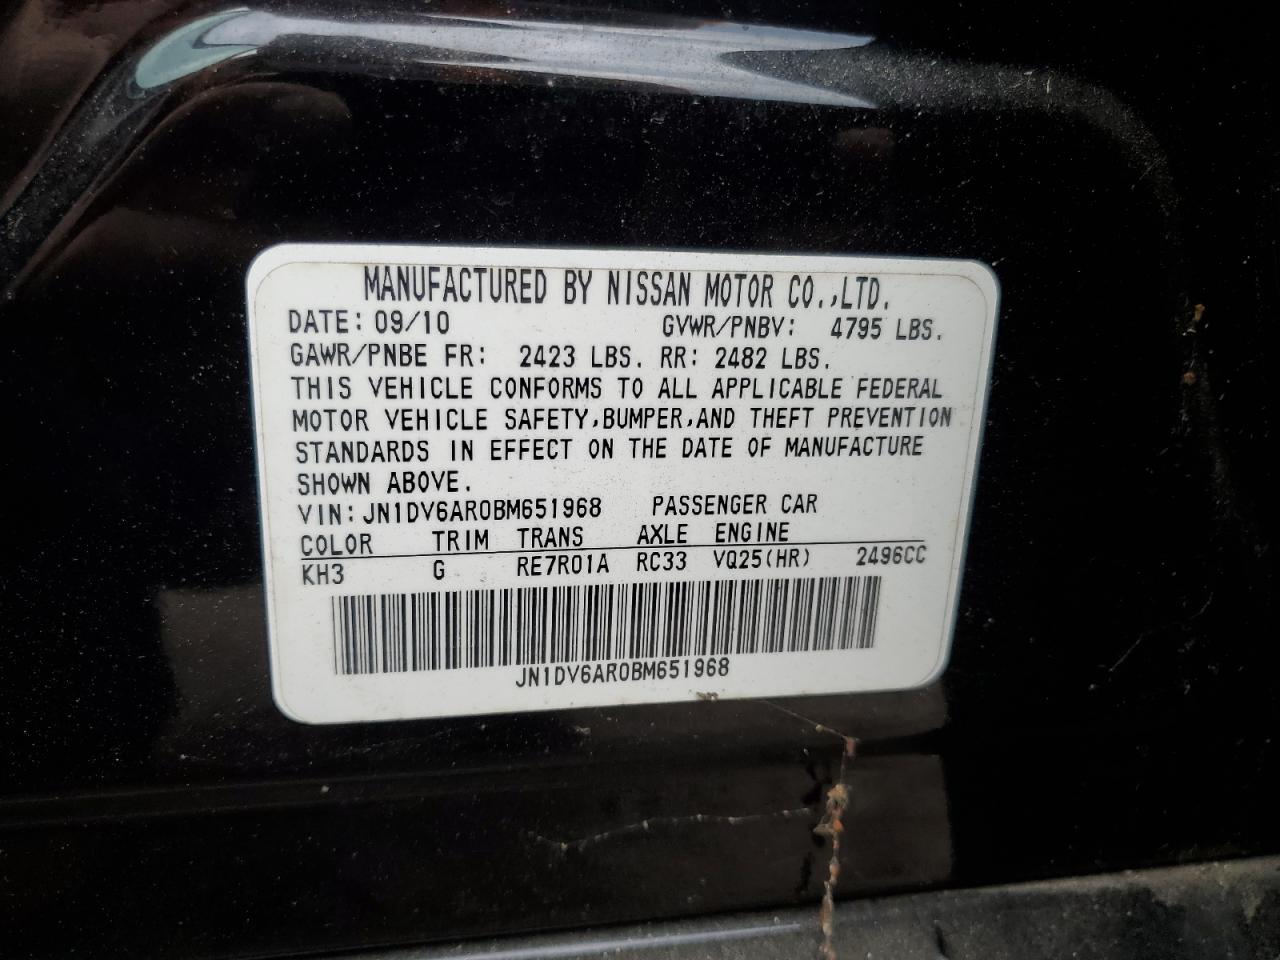 MANUFACTURED BY NISSAN MOTOR CO.,LTD.
DATE: 09/10 GVWR/PNBV: 4795 LBS.
GAWR/PNBE FR: 2423 LBS. RR: 2482 LBS.
THIS VEHICLE CONFORMS TO ALL APPLICABLE FEDERAL
MOTOR VEHICLE SAFETY,BUMPER,AND THEFT PREVENTION
STANDARDS IN EFFECT ON THE DATE OF MANUFACTURE
SHOWN ABOVE.
VIN: JN1DV6AR0BM651968 PASSENGER CAR
COLOR TRIM TRANS AXLE ENGINE
KH3 G RE7R01A RC33 VQ25(HR) 2496CC
JN1DV6AR0BM651968